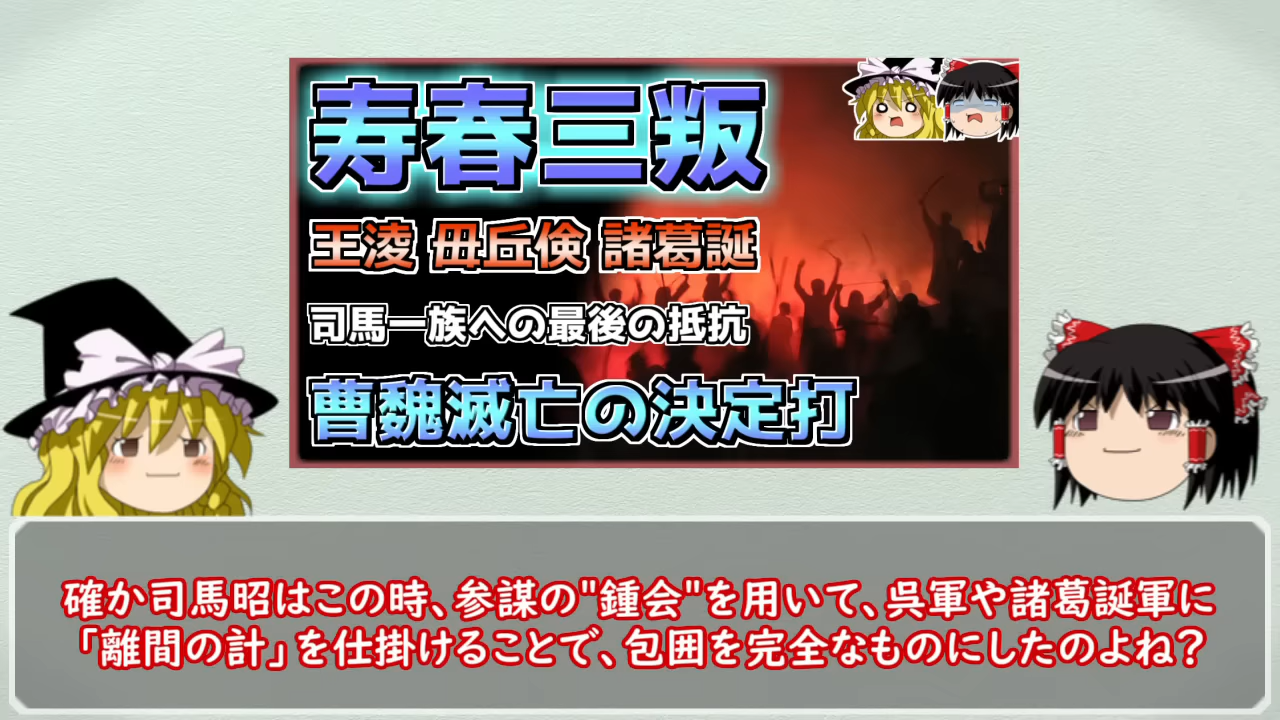 寿春三叛
王淩 毌丘倹 諸葛誕
司馬一族への最後の抵抗
曹魏滅亡の決定打
確か司馬昭はこの時、参謀の"鍾会"を用いて、呉軍や諸葛誕軍に
「離間の計」を仕掛けることで、包囲を完全なものにしたのよね？